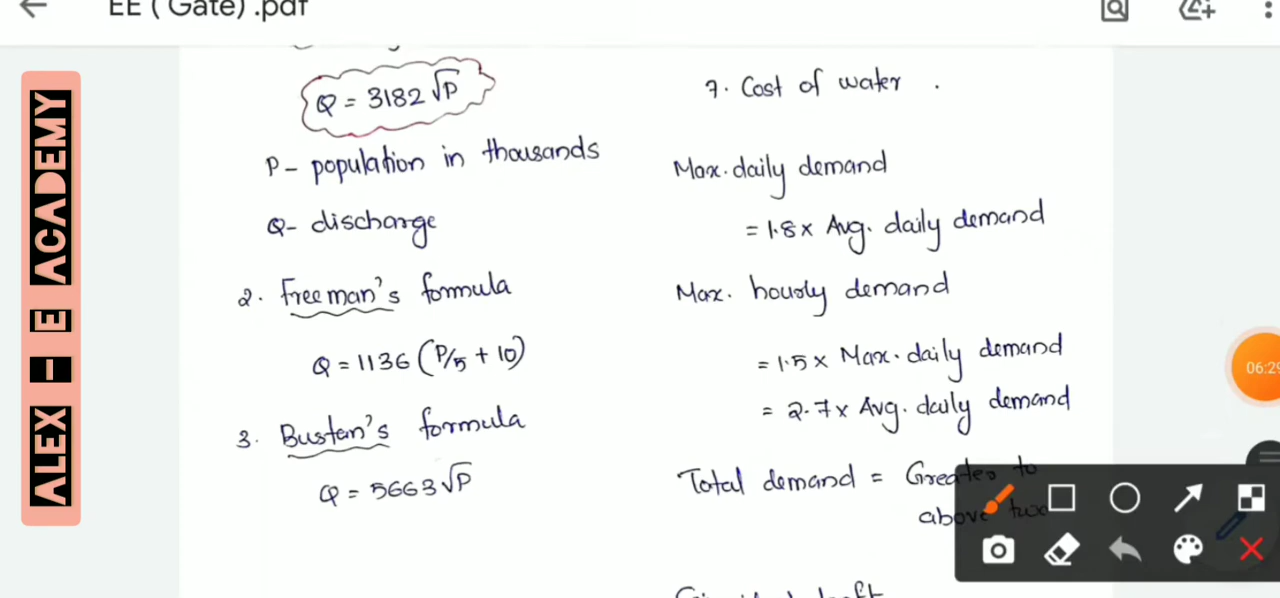 EE ( Gate) .pdf
ALEX - E ACADEMY
Q = 3182 √P
P - population in thousands
Q - discharge
2. Freeman's formula
Q = 1136 (P/5 + 10)
3. Bustan's formula
Q = 5663 √P
7. Cost of water .
Max. daily demand
= 1.8 x Avg. daily demand
Max. hourly demand
= 1.5 x Max. daily demand
= 2.7 x Avg. daily demand
Total demand = Greater to
above two
06:29